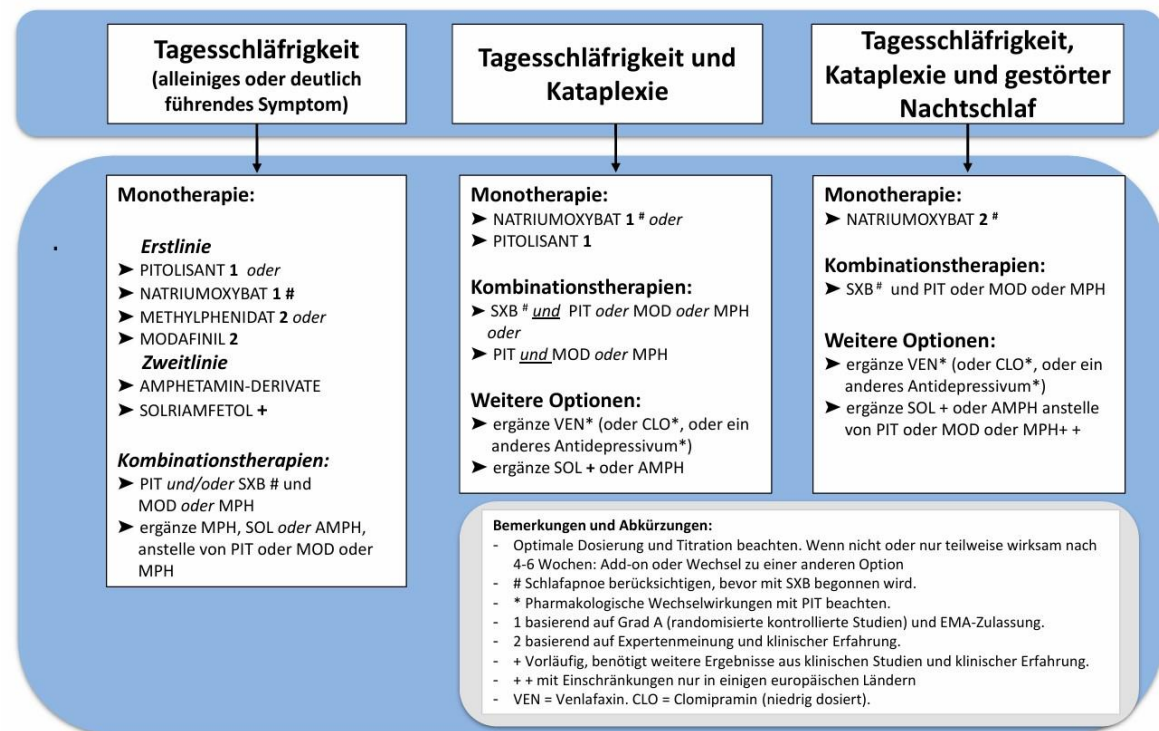 Tagesschläfrigkeit
(alleiniges oder deutlich
führendes Symptom)
Tagesschläfrigkeit und
Kataplexie
Tagesschläfrigkeit,
Kataplexie und gestörter
Nachtschlaf
Monotherapie:
Erstlinie
➤ PITOLISANT 1 oder
➤ NATRIUMOXYBAT 1 #
➤ METHYLPHENIDAT 2 oder
➤ MODAFINIL 2
Zweitlinie
➤ AMPHETAMIN-DERIVATE
➤ SOLRIAMFETOL +
Kombinationstherapien:
➤ PIT und/oder SXB # und
MOD oder MPH
➤ ergänze MPH, SOL oder AMPH,
anstelle von PIT oder MOD oder
MPH
Monotherapie:
➤ NATRIUMOXYBAT 1 # oder
➤ PITOLISANT 1
Kombinationstherapien:
➤ SXB # und PIT oder MOD oder MPH
oder
➤ PIT und MOD oder MPH
Weitere Optionen:
➤ ergänze VEN* (oder CLO*, oder ein
anderes Antidepressivum*)
➤ ergänze SOL + oder AMPH
Monotherapie:
➤ NATRIUMOXYBAT 2 #
Kombinationstherapien:
➤ SXB # und PIT oder MOD oder MPH
Weitere Optionen:
➤ ergänze VEN* (oder CLO*, oder ein
anderes Antidepressivum*)
➤ ergänze SOL + oder AMPH anstelle
von PIT oder MOD oder MPH+ +
Bemerkungen und Abkürzungen:
- Optimale Dosierung und Titration beachten. Wenn nicht oder nur teilweise wirksam nach
4-6 Wochen: Add-on oder Wechsel zu einer anderen Option
- # Schlafapnoe berücksichtigen, bevor mit SXB begonnen wird.
- * Pharmakologische Wechselwirkungen mit PIT beachten.
- 1 basierend auf Grad A (randomisierte kontrollierte Studien) und EMA-Zulassung.
- 2 basierend auf Expertenmeinung und klinischer Erfahrung.
- + Vorläufig, benötigt weitere Ergebnisse aus klinischen Studien und klinischer Erfahrung.
- + + mit Einschränkungen nur in einigen europäischen Ländern
- VEN = Venlafaxin. CLO = Clomipramin (niedrig dosiert).